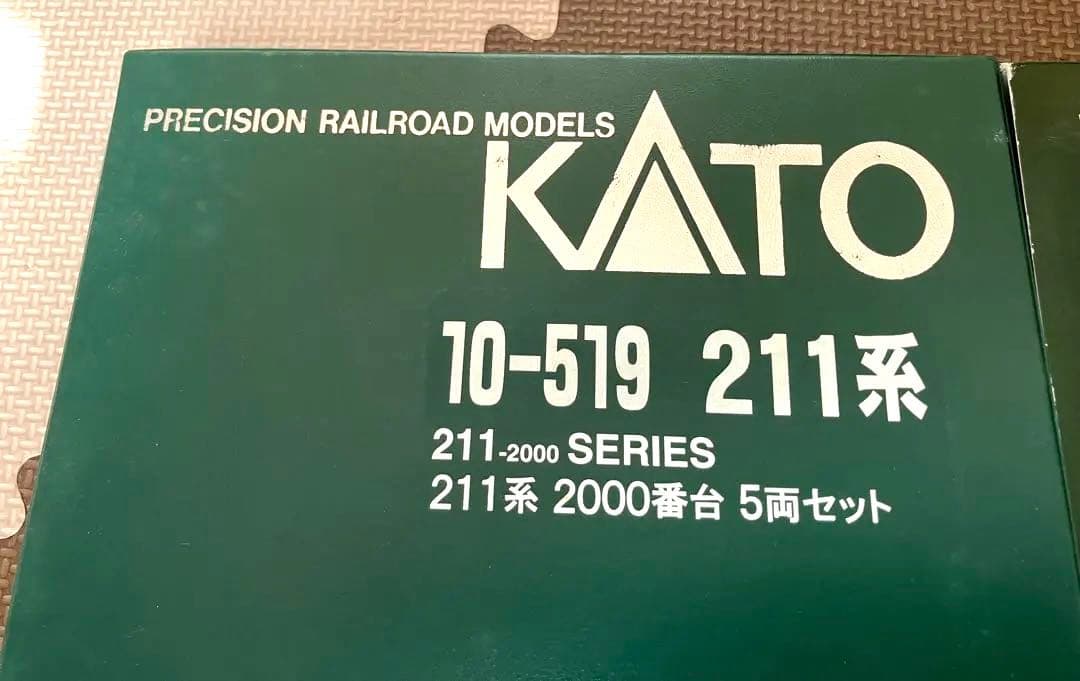 PRECISION RAILROAD MODELS
KATO
10-519 211系
211-2000 SERIES
211系 2000番台 5両セット